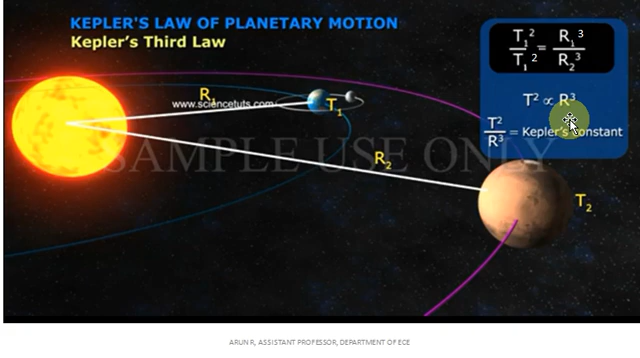 KEPLER'S LAW OF PLANETARY MOTION
Kepler's Third Law
T₁² / T₁² = R₁³ / R₂³
R₁
www.sciencetuts.com
T₁
T² ∝ R³
T² / R³ = Kepler's constant
SAMPLE USE ONLY
R₂
T₂
ARUN R, ASSISTANT PROFESSOR, DEPARTMENT OF ECE